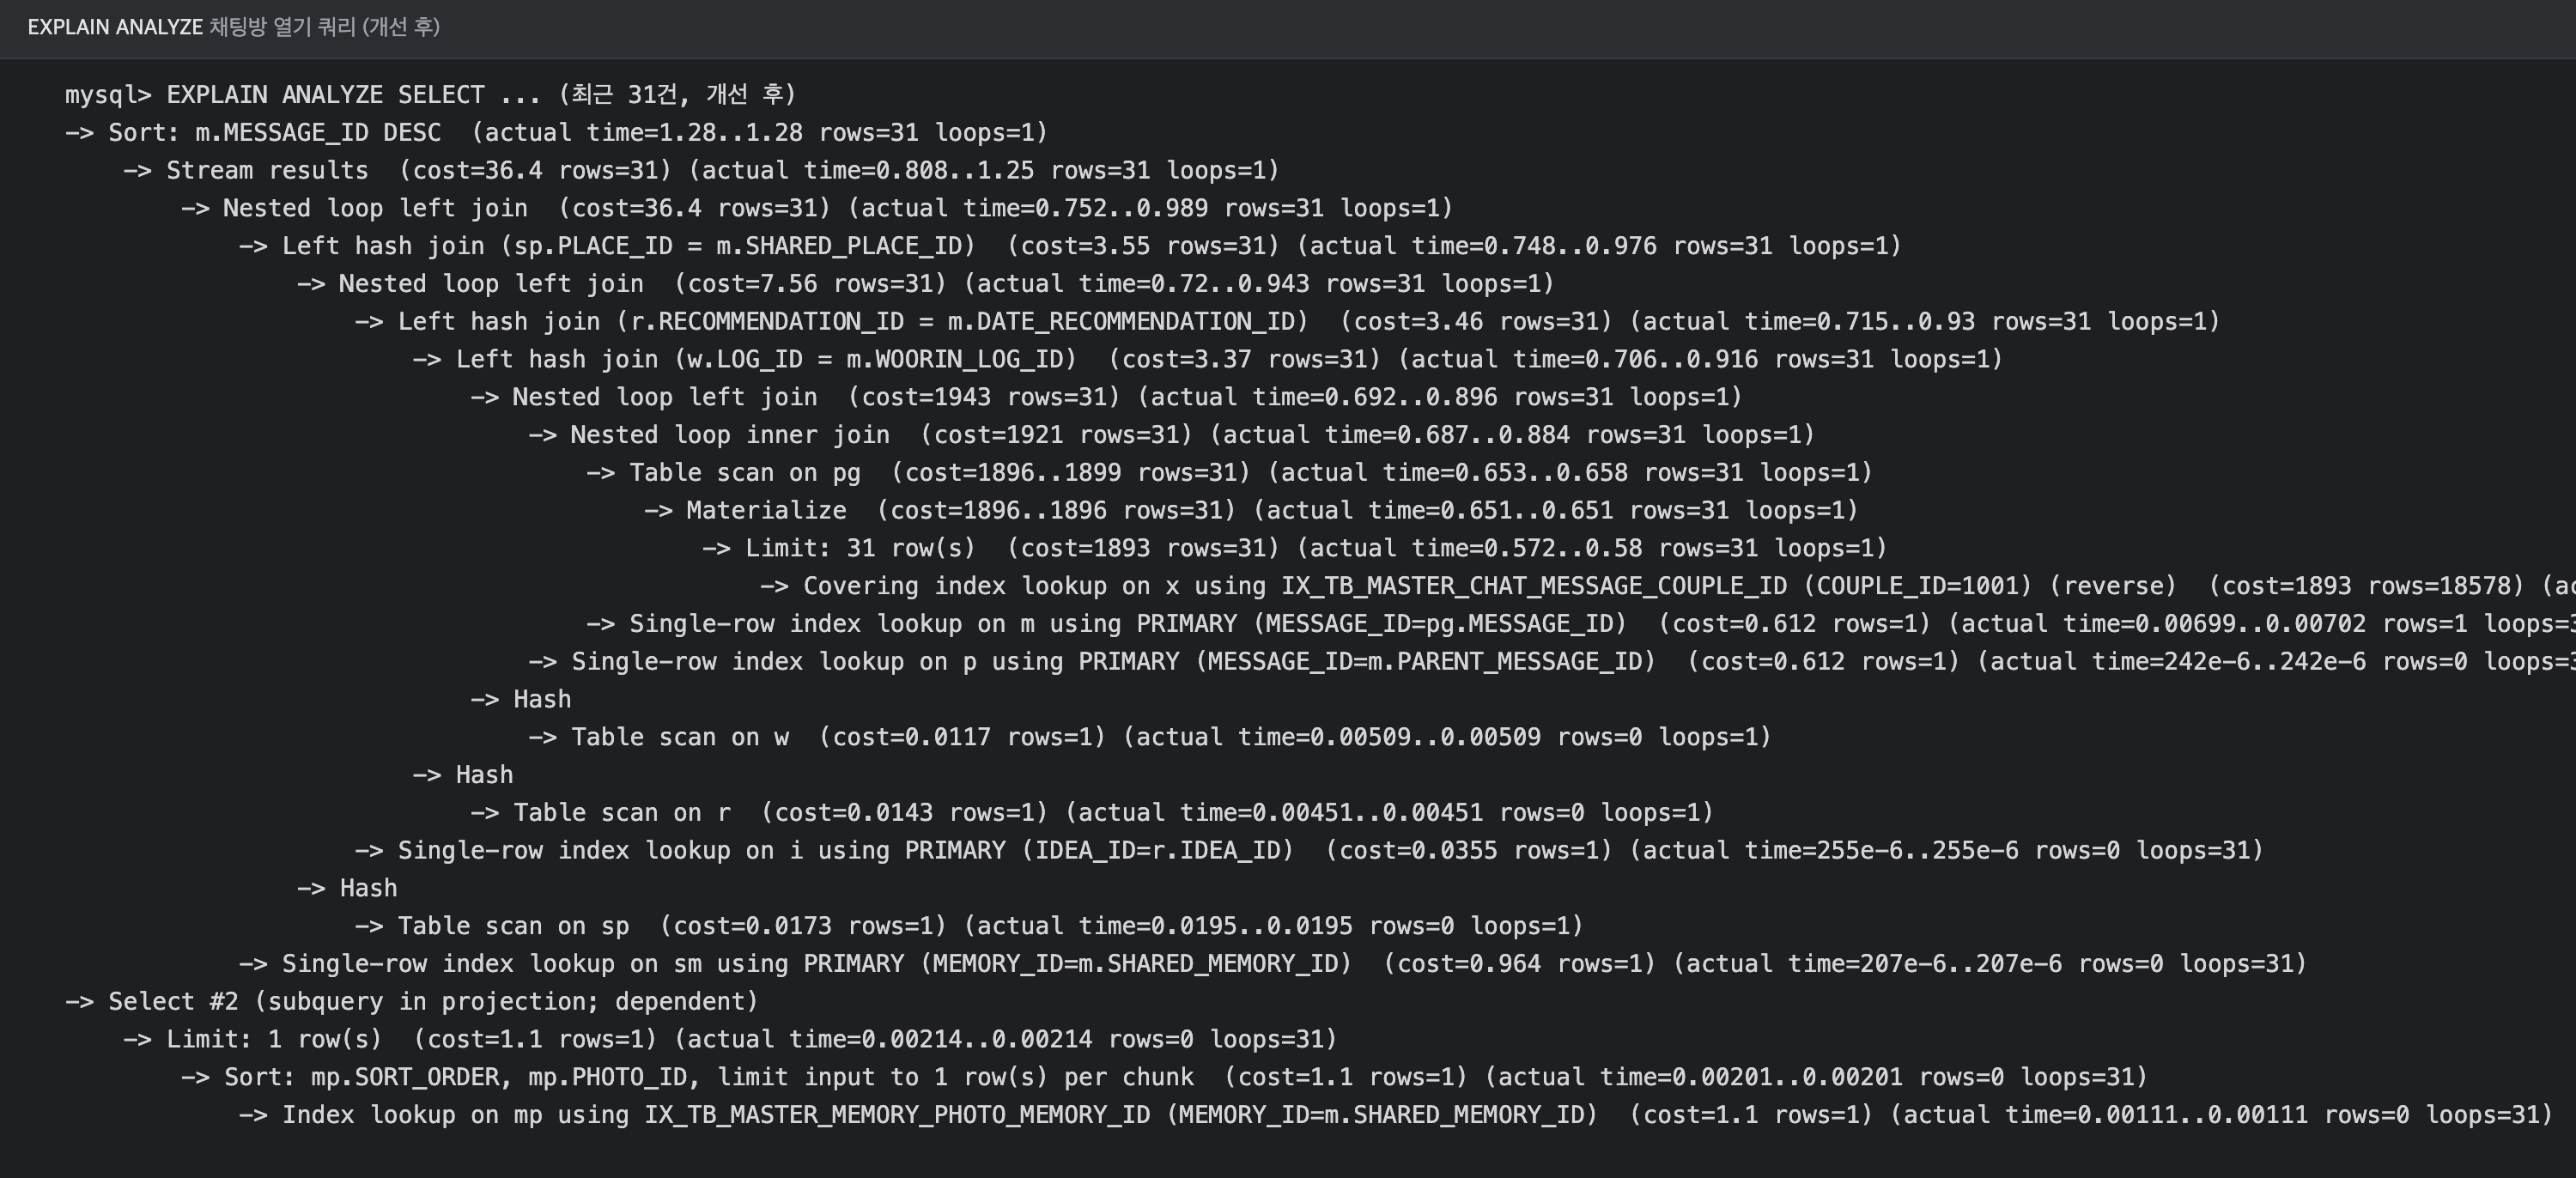 EXPLAIN ANALYZE 채팅방 열기 쿼리 (개선 후)
mysql> EXPLAIN ANALYZE SELECT ... (최근 31건, 개선 후)
-> Sort: m.MESSAGE_ID DESC  (actual time=1.28..1.28 rows=31 loops=1)
-> Stream results  (cost=36.4 rows=31) (actual time=0.808..1.25 rows=31 loops=1)
-> Nested loop left join  (cost=36.4 rows=31) (actual time=0.752..0.989 rows=31 loops=1)
-> Left hash join (sp.PLACE_ID = m.SHARED_PLACE_ID)  (cost=3.55 rows=31) (actual time=0.748..0.976 rows=31 loops=1)
-> Nested loop left join  (cost=7.56 rows=31) (actual time=0.72..0.943 rows=31 loops=1)
-> Left hash join (r.RECOMMENDATION_ID = m.DATE_RECOMMENDATION_ID)  (cost=3.46 rows=31) (actual time=0.715..0.93 rows=31 loops=1)
-> Left hash join (w.LOG_ID = m.WOORIN_LOG_ID)  (cost=3.37 rows=31) (actual time=0.706..0.916 rows=31 loops=1)
-> Nested loop left join  (cost=1943 rows=31) (actual time=0.692..0.896 rows=31 loops=1)
-> Nested loop inner join  (cost=1921 rows=31) (actual time=0.687..0.884 rows=31 loops=1)
-> Table scan on pg  (cost=1896..1899 rows=31) (actual time=0.653..0.658 rows=31 loops=1)
-> Materialize  (cost=1896..1896 rows=31) (actual time=0.651..0.651 rows=31 loops=1)
-> Limit: 31 row(s)  (cost=1893 rows=31) (actual time=0.572..0.58 rows=31 loops=1)
-> Covering index lookup on x using IX_TB_MASTER_CHAT_MESSAGE_COUPLE_ID (COUPLE_ID=1001) (reverse)  (cost=1893 rows=18578) (ac
-> Single-row index lookup on m using PRIMARY (MESSAGE_ID=pg.MESSAGE_ID)  (cost=0.612 rows=1) (actual time=0.00699..0.00702 rows=1 loops=3
-> Single-row index lookup on p using PRIMARY (MESSAGE_ID=m.PARENT_MESSAGE_ID)  (cost=0.612 rows=1) (actual time=242e-6..242e-6 rows=0 loops=3
-> Hash
-> Table scan on w  (cost=0.0117 rows=1) (actual time=0.00509..0.00509 rows=0 loops=1)
-> Hash
-> Table scan on r  (cost=0.0143 rows=1) (actual time=0.00451..0.00451 rows=0 loops=1)
-> Single-row index lookup on i using PRIMARY (IDEA_ID=r.IDEA_ID)  (cost=0.0355 rows=1) (actual time=255e-6..255e-6 rows=0 loops=31)
-> Hash
-> Table scan on sp  (cost=0.0173 rows=1) (actual time=0.0195..0.0195 rows=0 loops=1)
-> Single-row index lookup on sm using PRIMARY (MEMORY_ID=m.SHARED_MEMORY_ID)  (cost=0.964 rows=1) (actual time=207e-6..207e-6 rows=0 loops=31)
-> Select #2 (subquery in projection; dependent)
-> Limit: 1 row(s)  (cost=1.1 rows=1) (actual time=0.00214..0.00214 rows=0 loops=31)
-> Sort: mp.SORT_ORDER, mp.PHOTO_ID, limit input to 1 row(s) per chunk  (cost=1.1 rows=1) (actual time=0.00201..0.00201 rows=0 loops=31)
-> Index lookup on mp using IX_TB_MASTER_MEMORY_PHOTO_MEMORY_ID (MEMORY_ID=m.SHARED_MEMORY_ID)  (cost=1.1 rows=1) (actual time=0.00111..0.00111 rows=0 loops=31)